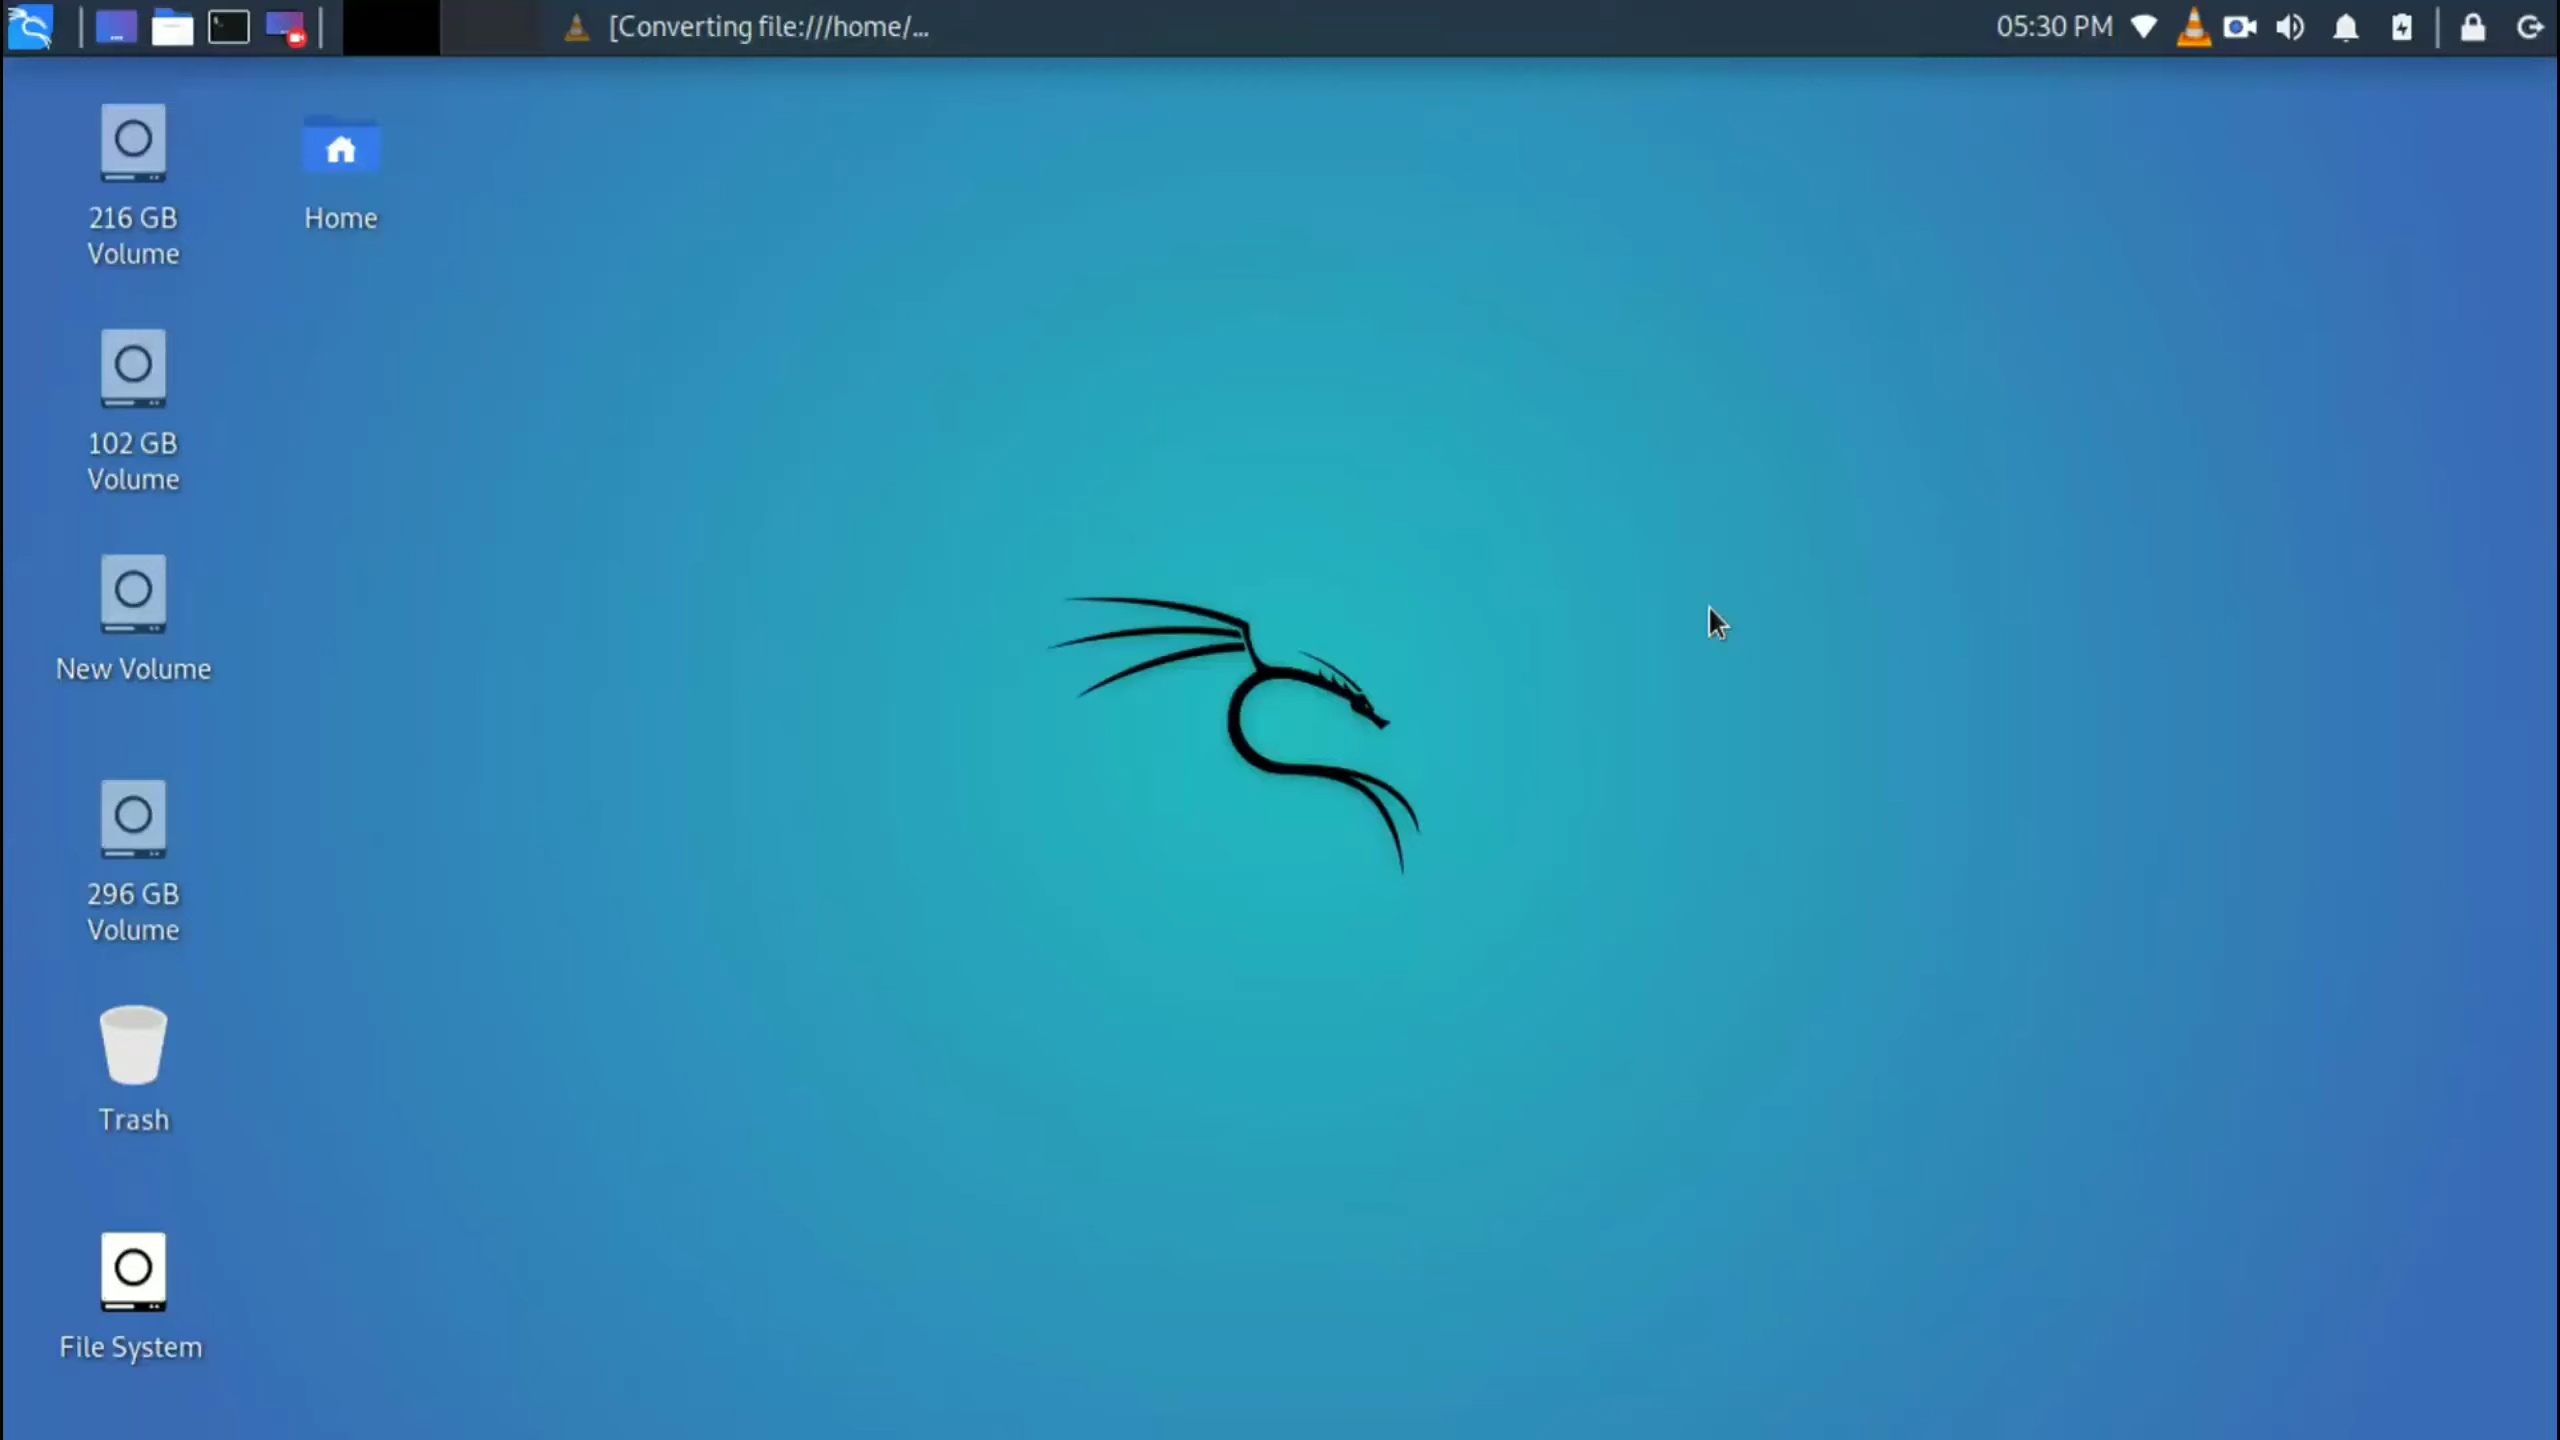 [Converting file:///home/...
05:30 PM
216 GB
Volume
Home
102 GB
Volume
New Volume
296 GB
Volume
Trash
File System